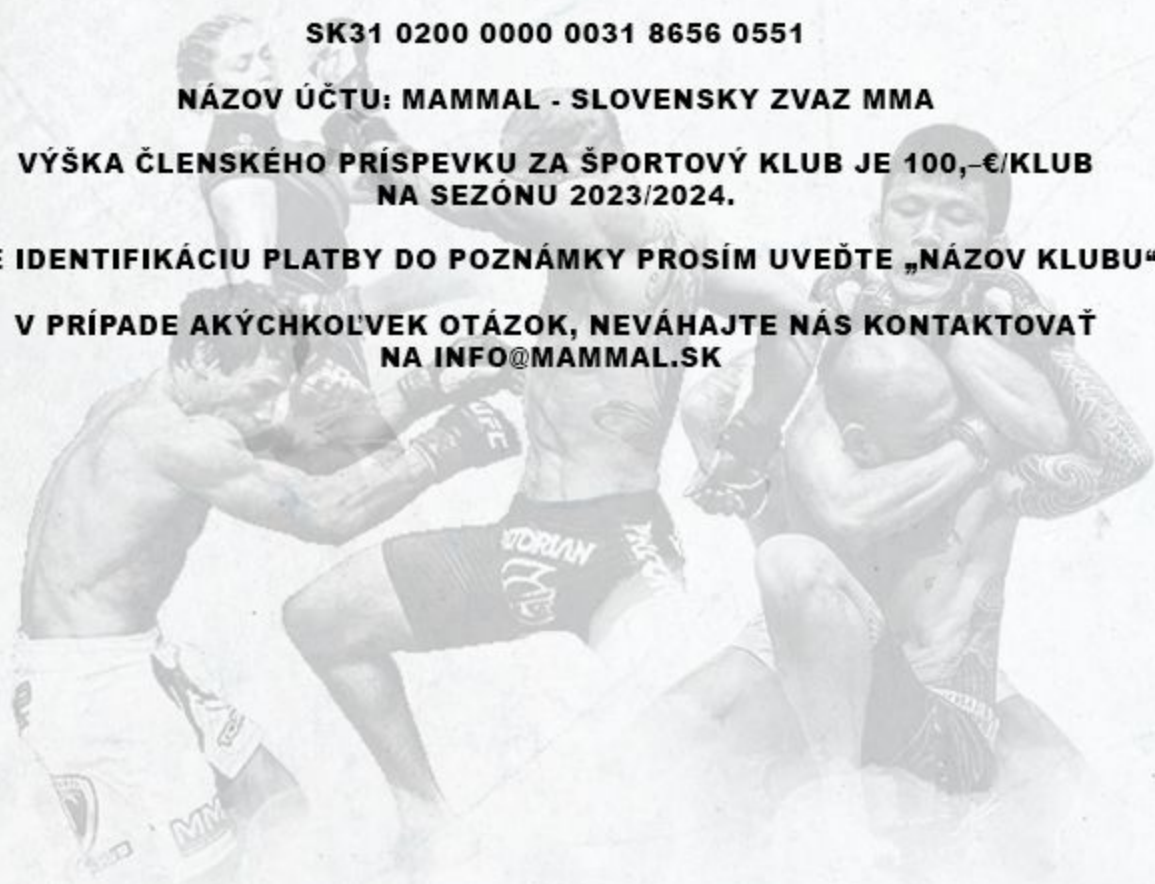 SK31 0200 0000 0031 8656 0551
NÁZOV ÚČTU: MAMMAL - SLOVENSKY ZVAZ MMA
VÝŠKA ČLENSKÉHO PRÍSPEVKU ZA ŠPORTOVÝ KLUB JE 100,–€/KLUB
NA SEZÓNU 2023/2024.
E IDENTIFIKÁCIU PLATBY DO POZNÁMKY PROSÍM UVEĎTE „NÁZOV KLUBU“
V PRÍPADE AKÝCHKOĽVEK OTÁZOK, NEVÁHAJTE NÁS KONTAKTOVAŤ
NA INFO@MAMMAL.SK
UFC